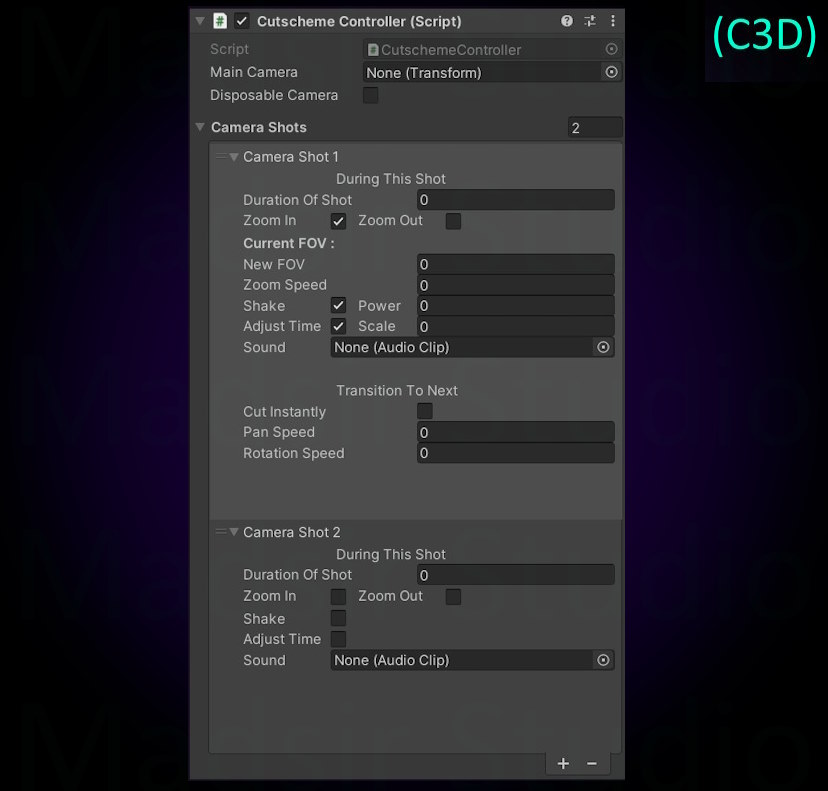 Cutscheme Controller (Script)
(C3D)
Script CutschemeController
Main Camera None (Transform)
Disposable Camera
Camera Shots 2
Camera Shot 1
During This Shot
Duration Of Shot 0
Zoom In Zoom Out
Current FOV :
New FOV 0
Zoom Speed 0
Shake Power 0
Adjust Time Scale 0
Sound None (Audio Clip)
Transition To Next
Cut Instantly
Pan Speed 0
Rotation Speed 0
Camera Shot 2
During This Shot
Duration Of Shot 0
Zoom In Zoom Out
Shake
Adjust Time
Sound None (Audio Clip)
+ −